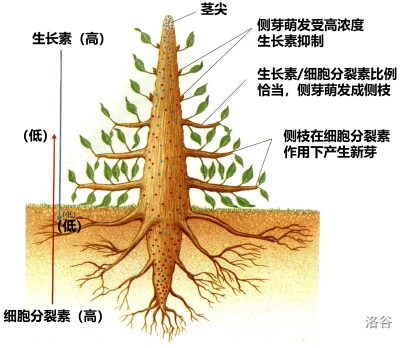 茎尖
生长素（高）
侧芽萌发受高浓度
生长素抑制
生长素/细胞分裂素比例
恰当，侧芽萌发成侧枝
（低）
侧枝在细胞分裂素
作用下产生新芽
（低）
（低）
细胞分裂素（高）
洛谷